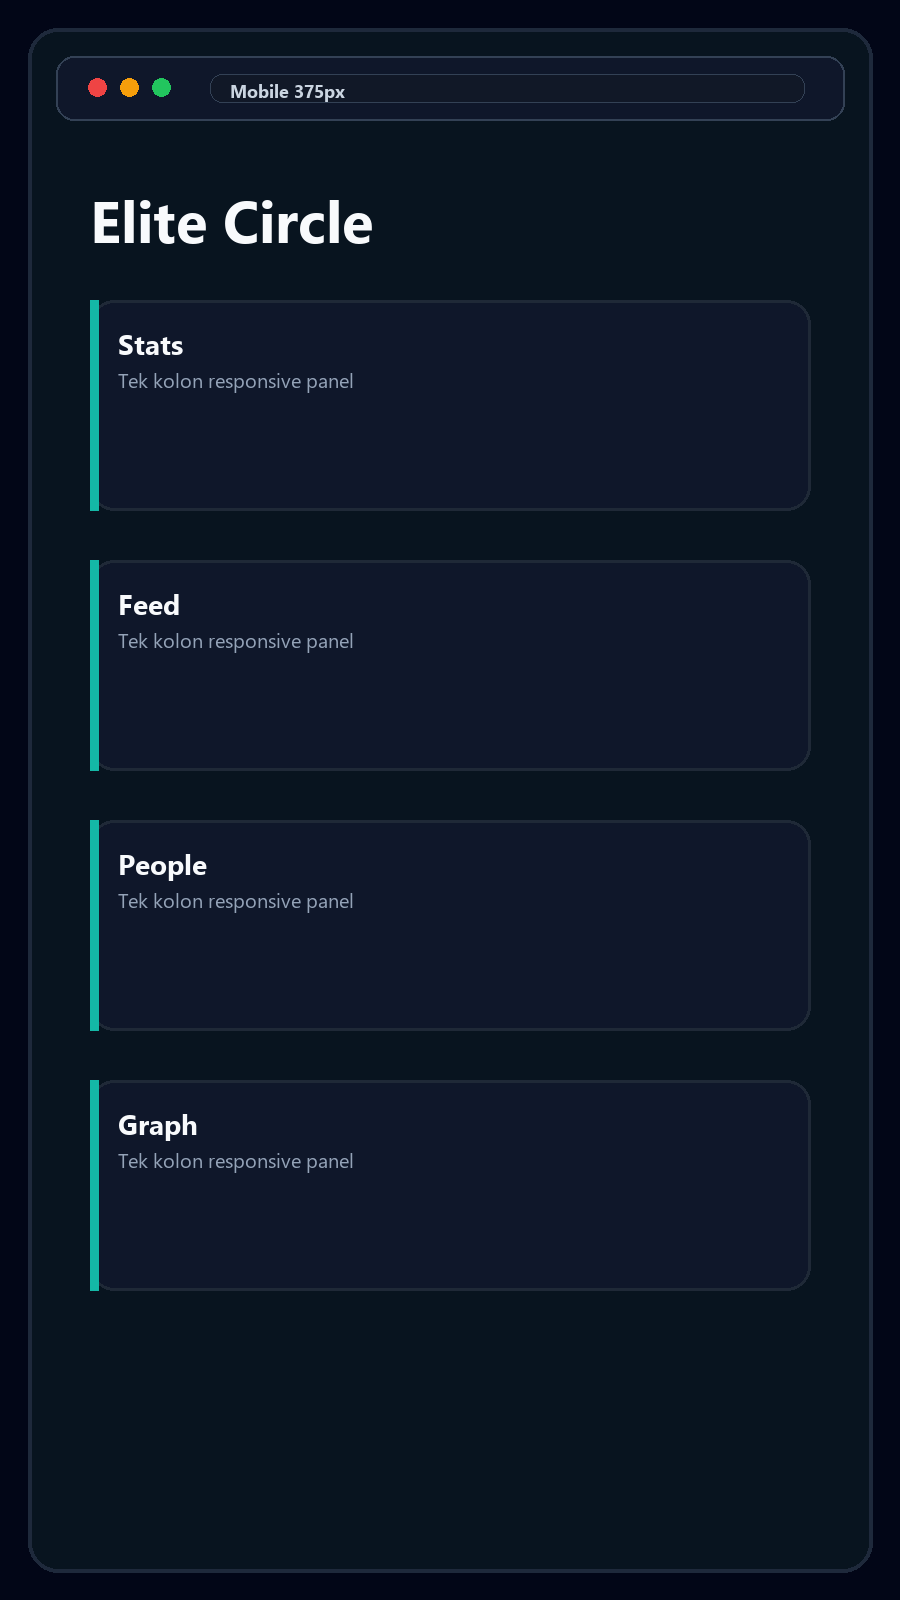 Mobile 375px
Elite Circle
Stats
Tek kolon responsive panel
Feed
Tek kolon responsive panel
People
Tek kolon responsive panel
Graph
Tek kolon responsive panel